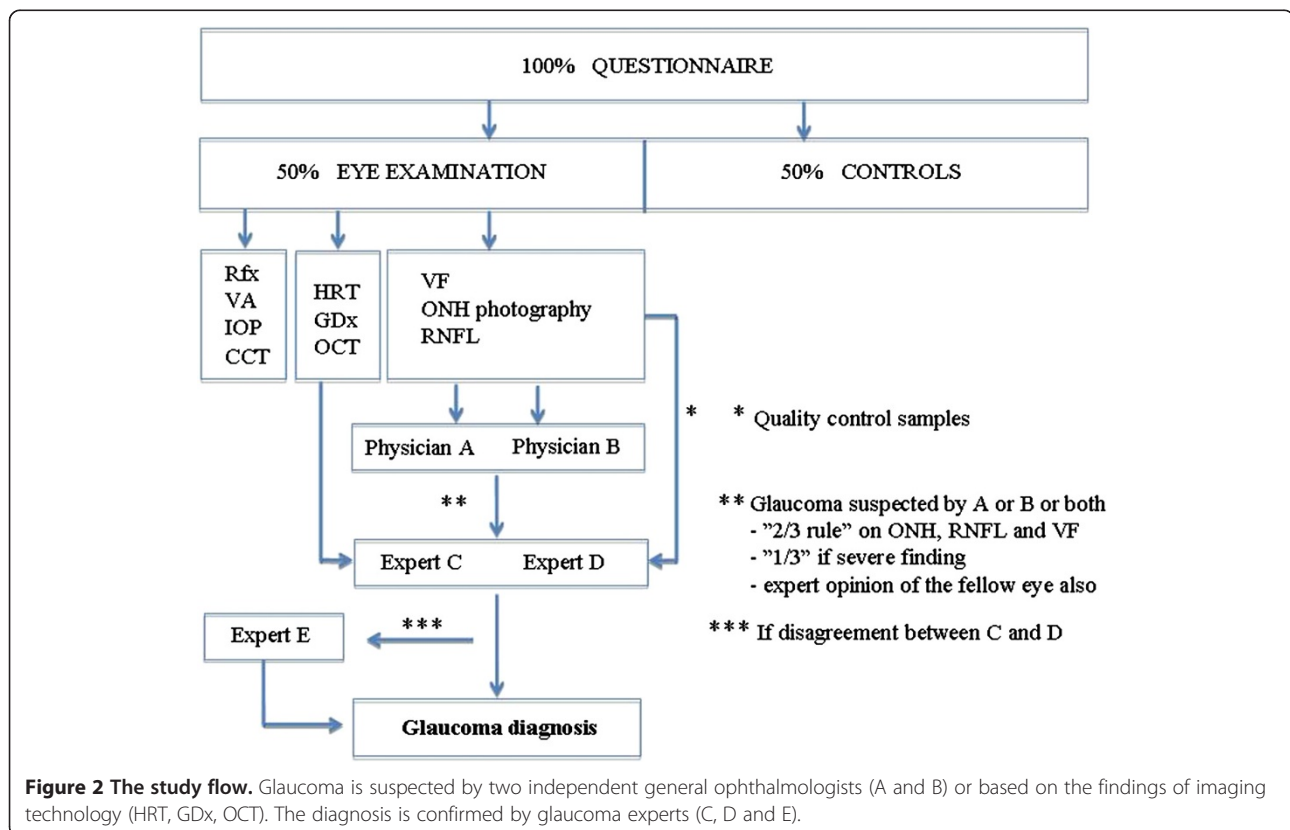 100% QUESTIONNAIRE
50% EYE EXAMINATION
50% CONTROLS
Rfx
VA
IOP
CCT
HRT
GDx
OCT
VF
ONH photography
RNFL
Physician A Physician B
*
* Quality control samples
**
** Glaucoma suspected by A or B or both
- ”2/3 rule” on ONH, RNFL and VF
- ”1/3” if severe finding
- expert opinion of the fellow eye also
Expert C Expert D
*** If disagreement between C and D
***
Expert E
Glaucoma diagnosis
Figure 2 The study flow. Glaucoma is suspected by two independent general ophthalmologists (A and B) or based on the findings of imaging
technology (HRT, GDx, OCT). The diagnosis is confirmed by glaucoma experts (C, D and E).